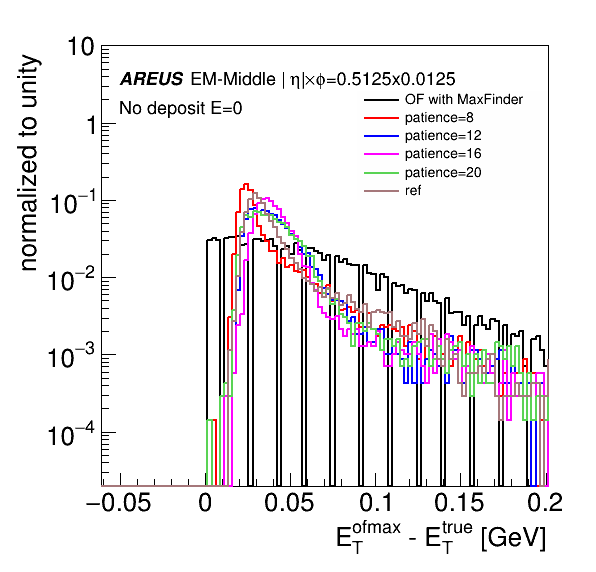 AREUS EM-Middle | η|×ϕ=0.5125x0.0125
No deposit E=0
OF with MaxFinder
patience=8
patience=12
patience=16
patience=20
ref
normalized to unity
10
1
10⁻¹
10⁻²
10⁻³
10⁻⁴
−0.05 0 0.05 0.1 0.15 0.2
E_T^ofmax - E_T^true [GeV]